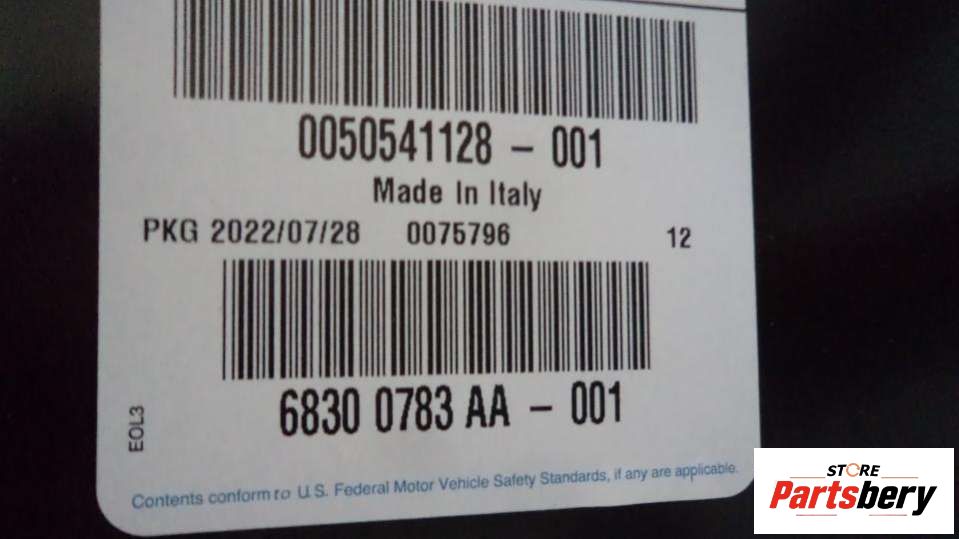 0050541128 - 001
Made In Italy
PKG 2022/07/28 0075796 12
6830 0783 AA - 001
EOL3
Contents conform to U.S. Federal Motor Vehicle Safety Standards, if any are applicable.
STORE
Partsbery